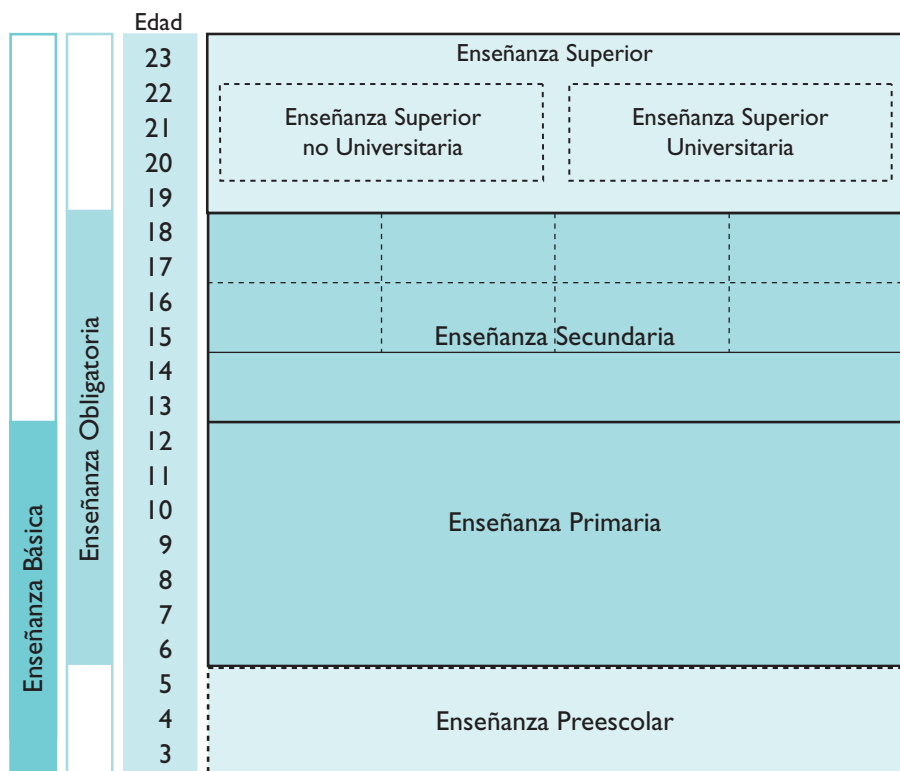 Edad
23
22
21
20
19
18
17
16
15
14
13
12
11
10
9
8
7
6
5
4
3
Enseñanza Básica
Enseñanza Obligatoria
Enseñanza Superior
Enseñanza Superior
no Universitaria
Enseñanza Superior
Universitaria
Enseñanza Secundaria
Enseñanza Primaria
Enseñanza Preescolar